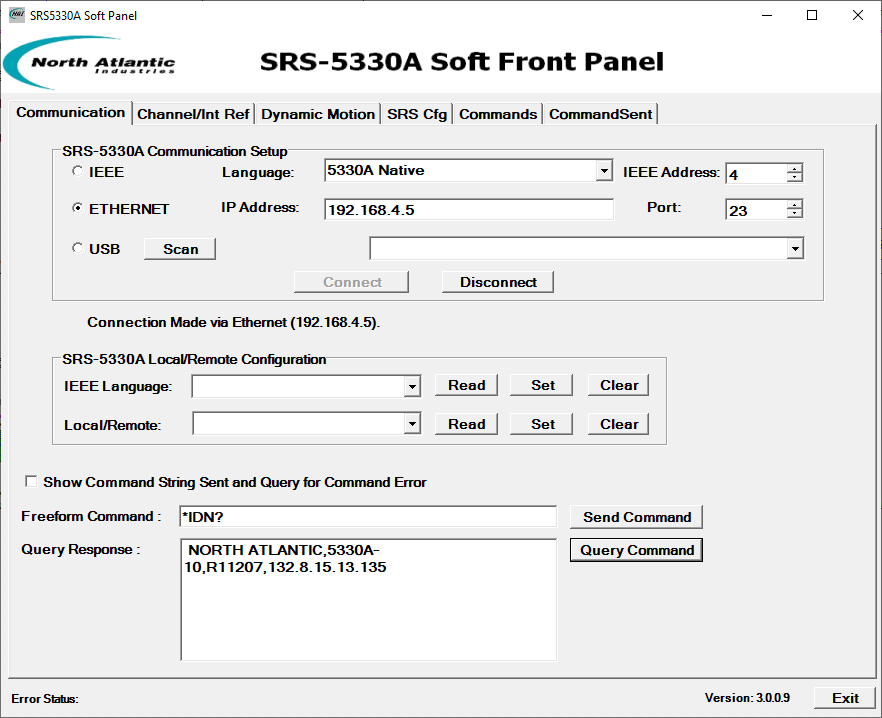 SRS5330A Soft Panel
North Atlantic
Industries
SRS-5330A Soft Front Panel
Communication Channel/Int Ref Dynamic Motion SRS Cfg Commands CommandSent
SRS-5330A Communication Setup
IEEE Language: 5330A Native IEEE Address: 4
ETHERNET IP Address: 192.168.4.5 Port: 23
USB Scan
Connect Disconnect
Connection Made via Ethernet (192.168.4.5).
SRS-5330A Local/Remote Configuration
IEEE Language: Read Set Clear
Local/Remote: Read Set Clear
Show Command String Sent and Query for Command Error
Freeform Command : *IDN? Send Command
Query Response : NORTH ATLANTIC,5330A- Query Command
10,R11207,132.8.15.13.135
Error Status: Version: 3.0.0.9 Exit